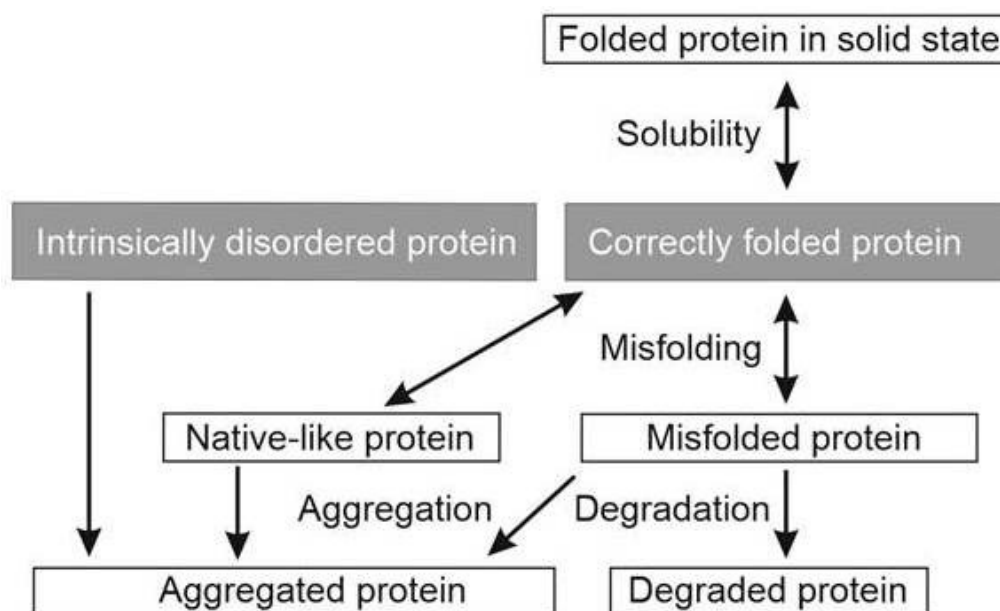 Folded protein in solid state
Solubility
Intrinsically disordered protein
Correctly folded protein
Misfolding
Native-like protein
Misfolded protein
Aggregation
Degradation
Aggregated protein
Degraded protein